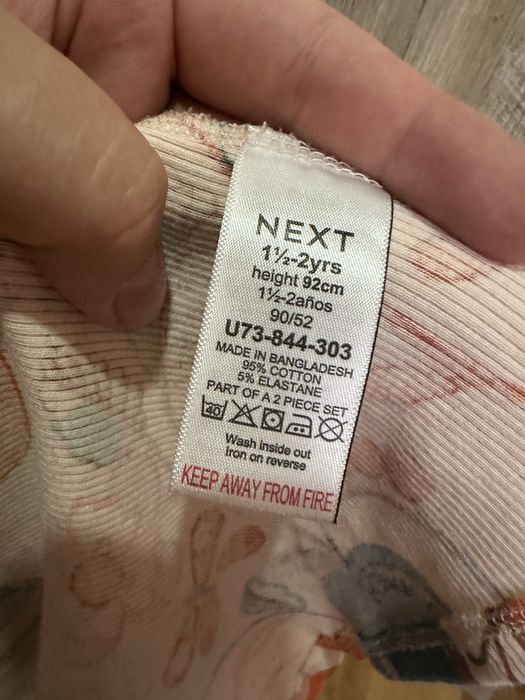 NEXT
1½-2yrs
height 92cm
1½-2años
90/52
U73-844-303
MADE IN BANGLADESH
95% COTTON
5% ELASTANE
PART OF A 2 PIECE SET
40
Wash inside out
Iron on reverse
KEEP AWAY FROM FIRE